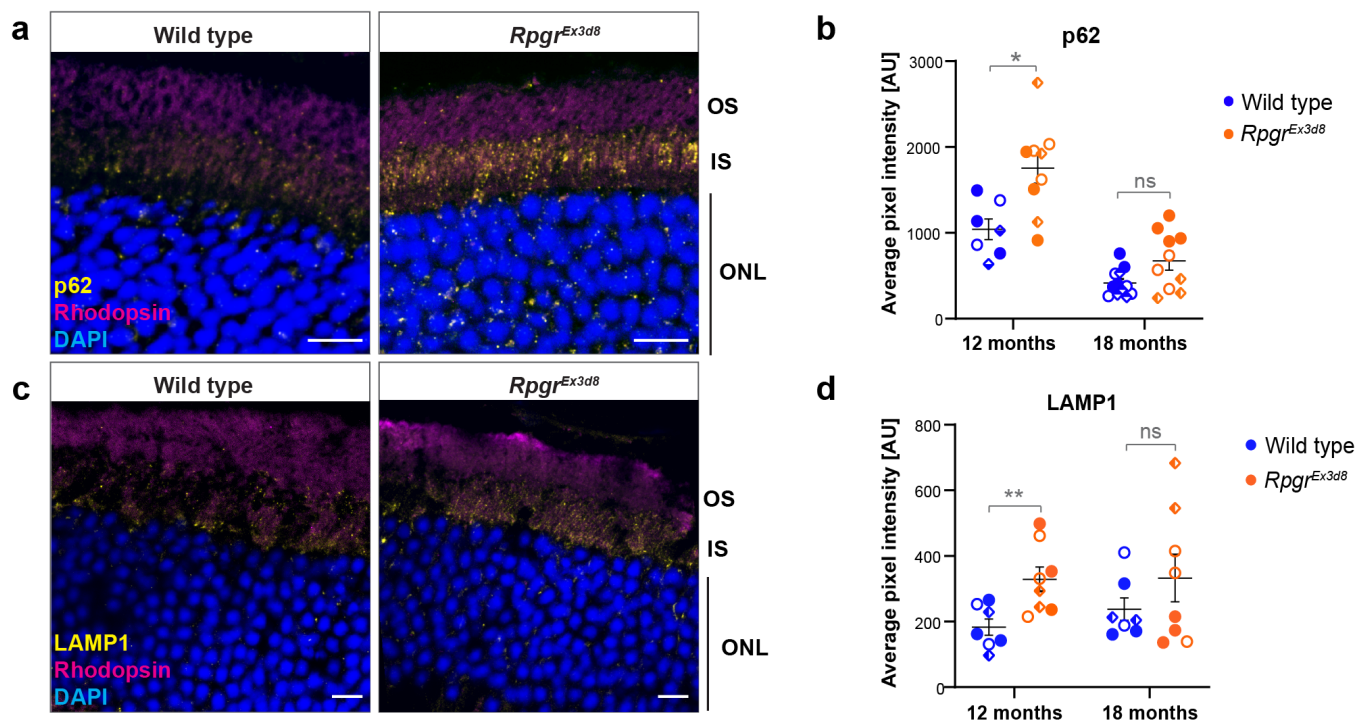 a
Wild type
Rpgr^Ex3d8
OS
IS
ONL
p62
Rhodopsin
DAPI
b
p62
Average pixel intensity [AU]
3000
2000
1000
0
*
ns
12 months
18 months
Wild type
Rpgr^Ex3d8
c
Wild type
Rpgr^Ex3d8
OS
IS
ONL
LAMP1
Rhodopsin
DAPI
d
LAMP1
Average pixel intensity [AU]
800
600
400
200
0
**
ns
12 months
18 months
Wild type
Rpgr^Ex3d8